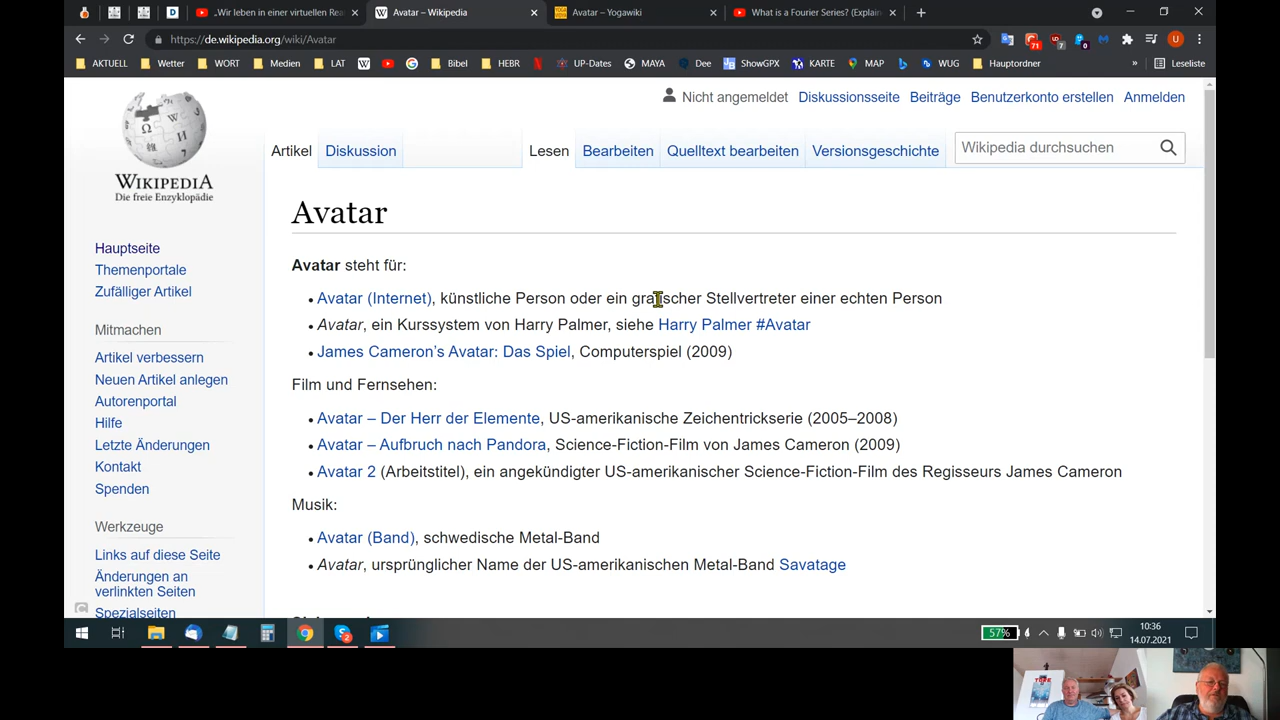 „Wir leben in einer virtuellen Rea
Avatar – Wikipedia
Avatar – Yogawiki
What is a Fourier Series? (Explain
https://de.wikipedia.org/wiki/Avatar
71
7
0
U
AKTUELL Wetter WORT Medien LAT Bibel HEBR UP-Dates MAYA Dee ShowGPX KARTE MAP WUG Hauptordner » Leseliste
Nicht angemeldet Diskussionsseite Beiträge Benutzerkonto erstellen Anmelden
Artikel Diskussion Lesen Bearbeiten Quelltext bearbeiten Versionsgeschichte Wikipedia durchsuchen
WIKIPEDIA
Die freie Enzyklopädie
Hauptseite
Themenportale
Zufälliger Artikel
Mitmachen
Artikel verbessern
Neuen Artikel anlegen
Autorenportal
Hilfe
Letzte Änderungen
Kontakt
Spenden
Werkzeuge
Links auf diese Seite
Änderungen an
verlinkten Seiten
Spezialseiten
Avatar
Avatar steht für:
• Avatar (Internet), künstliche Person oder ein grafischer Stellvertreter einer echten Person
• Avatar, ein Kurssystem von Harry Palmer, siehe Harry Palmer #Avatar
• James Cameron’s Avatar: Das Spiel, Computerspiel (2009)
Film und Fernsehen:
• Avatar – Der Herr der Elemente, US-amerikanische Zeichentrickserie (2005–2008)
• Avatar – Aufbruch nach Pandora, Science-Fiction-Film von James Cameron (2009)
• Avatar 2 (Arbeitstitel), ein angekündigter US-amerikanischer Science-Fiction-Film des Regisseurs James Cameron
Musik:
• Avatar (Band), schwedische Metal-Band
• Avatar, ursprünglicher Name der US-amerikanischen Metal-Band Savatage
57%
10:36
14.07.2021